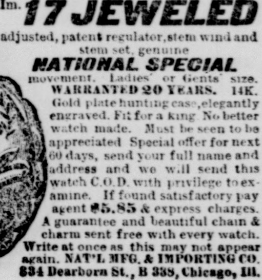 Im. 17 JEWELED
adjusted, patent regulator, stem wind and
stem set, genuine
NATIONAL SPECIAL
movement. Ladies' or Gents' size.
WARRANTED 20 YEARS. 14K.
Gold plate hunting case, elegantly
engraved. Fit for a king. No better
watch made. Must be seen to be
appreciated Special offer for next
60 days, send your full name and
address and we will send this
watch C.O.D. with privilege to ex-
amine. If found satisfactory pay
agent $5.85 & express charges.
A guarantee and beautiful chain &
charm sent free with every watch.
Write at once as this may not appear
again. NAT'L MFG. & IMPORTING CO.
334 Dearborn St., B 338, Chicago, Ill.